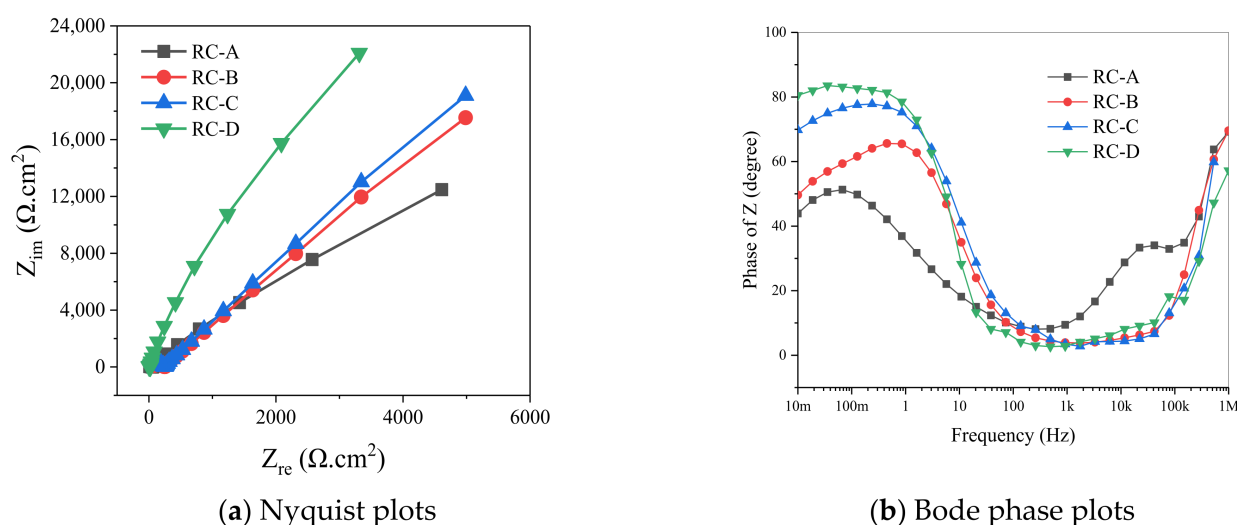 24,000
20,000
16,000
12,000
8,000
4,000
0
Z_im (Ω.cm²)
RC-A
RC-B
RC-C
RC-D
0 2000 4000 6000
Z_re (Ω.cm²)
(a) Nyquist plots
100
80
60
40
20
0
Phase of Z (degree)
RC-A
RC-B
RC-C
RC-D
10m 100m 1 10 100 1k 10k 100k 1M
Frequency (Hz)
(b) Bode phase plots